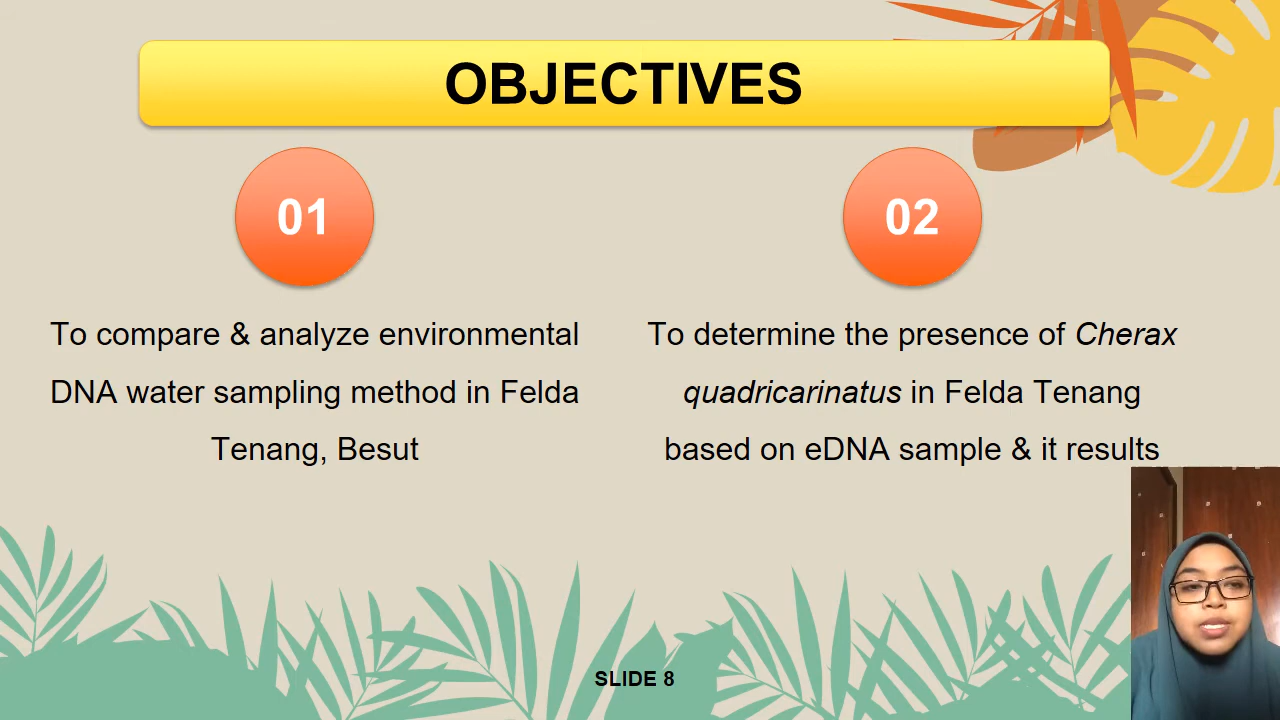 OBJECTIVES
01
To compare & analyze environmental
DNA water sampling method in Felda
Tenang, Besut
02
To determine the presence of Cherax
quadricarinatus in Felda Tenang
based on eDNA sample & it results
SLIDE 8